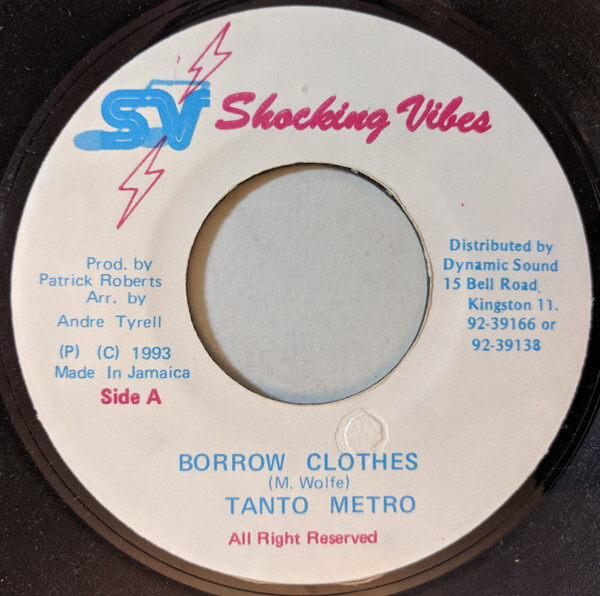 SV Shocking Vibes
Prod. by
Patrick Roberts
Arr. by
Andre Tyrell
(P) (C) 1993
Made In Jamaica
Side A
Distributed by
Dynamic Sound
15 Bell Road,
Kingston 11.
92-39166 or
92-39138
BORROW CLOTHES
(M. Wolfe)
TANTO METRO
All Right Reserved